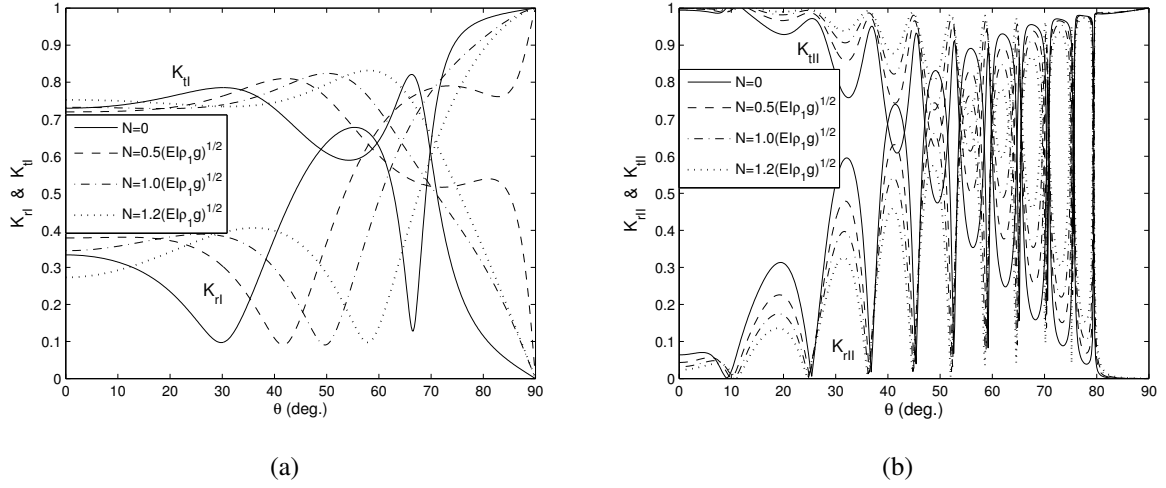 1
0.9
0.8
0.7
0.6
0.5
0.4
0.3
0.2
0.1
0
K_rI & K_tI
K_tI
N=0
N=0.5(EIρ_1g)^1/2
N=1.0(EIρ_1g)^1/2
N=1.2(EIρ_1g)^1/2
K_rI
0 10 20 30 40 50 60 70 80 90
θ (deg.)
(a)
1
0.9
0.8
0.7
0.6
0.5
0.4
0.3
0.2
0.1
0
K_rII & K_tII
K_tII
N=0
N=0.5(EIρ_1g)^1/2
N=1.0(EIρ_1g)^1/2
N=1.2(EIρ_1g)^1/2
K_rII
0 10 20 30 40 50 60 70 80 90
θ (deg.)
(b)